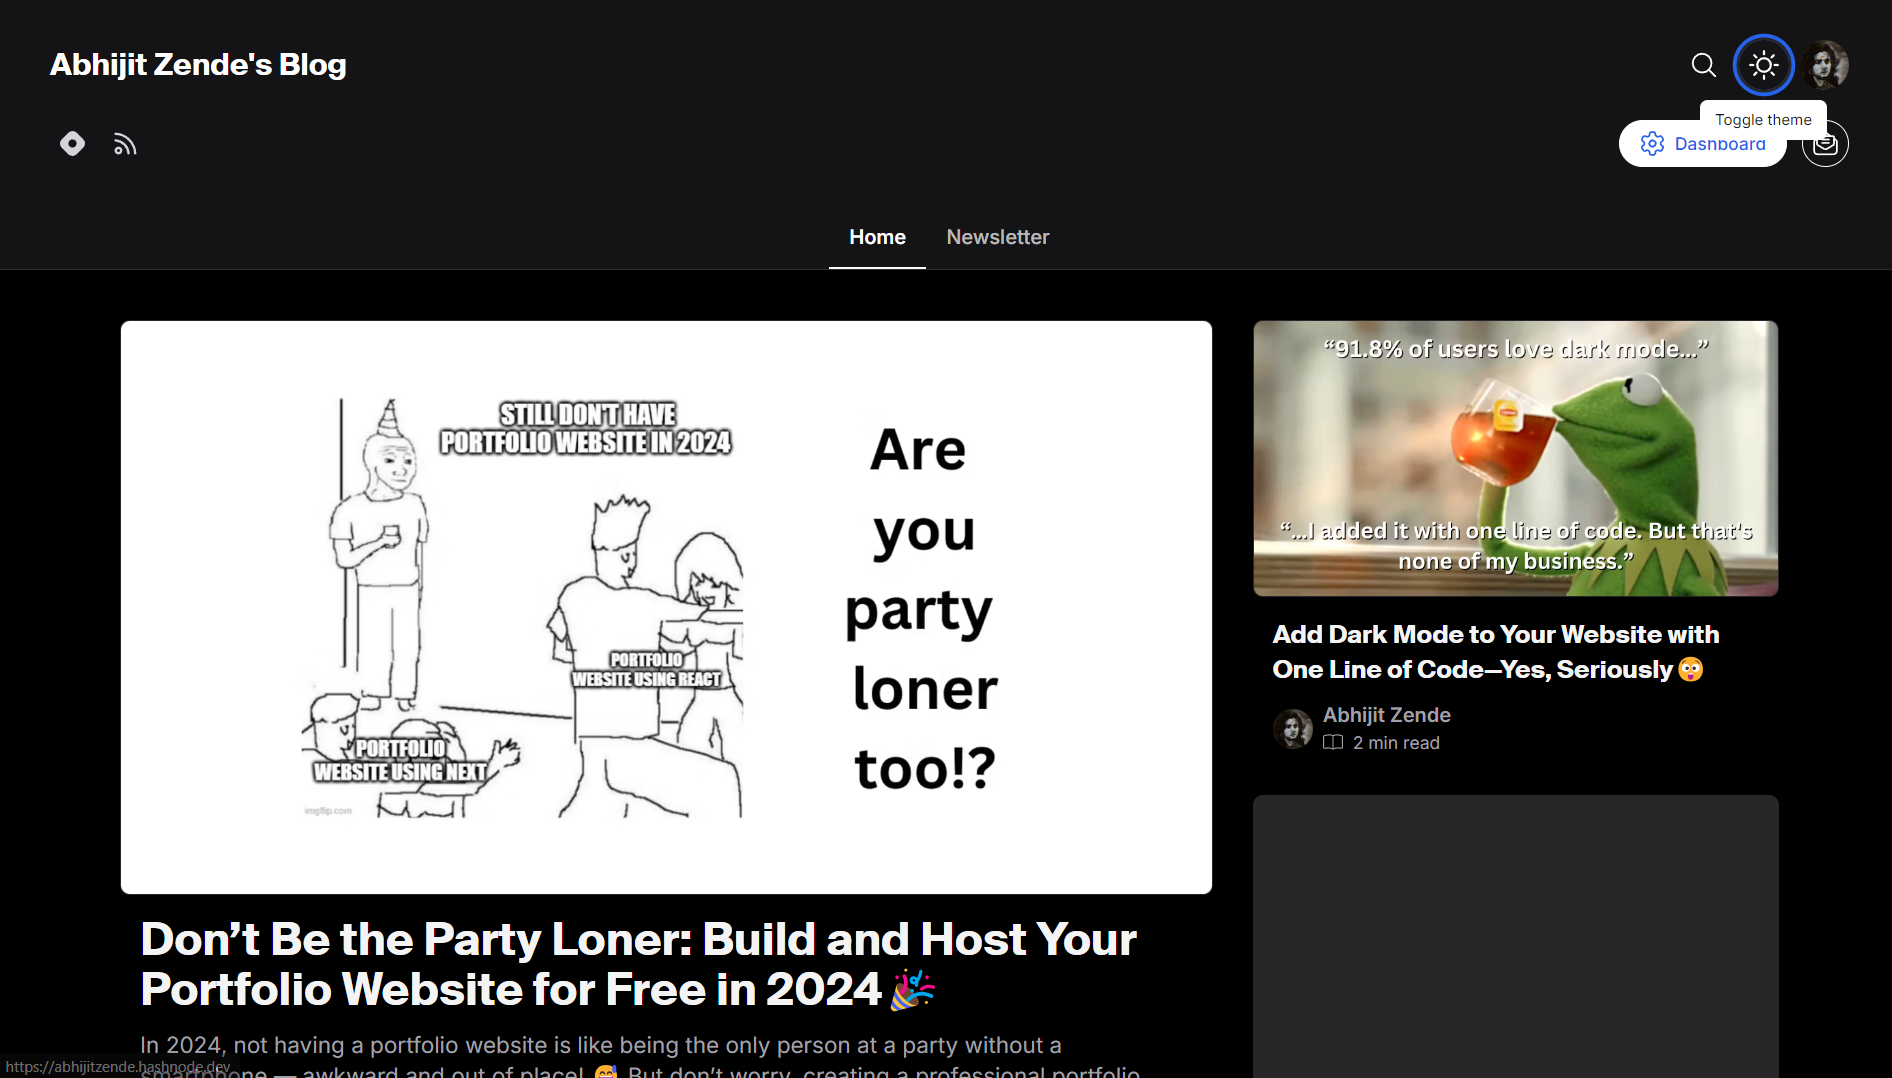 Abhijit Zende's Blog
Toggle theme
Dashboard
Home
Newsletter
STILL DON'T HAVE
PORTFOLIO WEBSITE IN 2024
PORTFOLIO
WEBSITE USING REACT
PORTFOLIO
WEBSITE USING NEXT
imgflip.com
Are
you
party
loner
too!?
“91.8% of users love dark mode...”
“...I added it with one line of code. But that's
none of my business.”
Add Dark Mode to Your Website with
One Line of Code—Yes, Seriously😲
Abhijit Zende
2 min read
Don’t Be the Party Loner: Build and Host Your
Portfolio Website for Free in 2024🎉
In 2024, not having a portfolio website is like being the only person at a party without a
smartphone — awkward and out of place! 😅 But don’t worry, creating a professional portfolio
https://abhijitzende.hashnode.dev